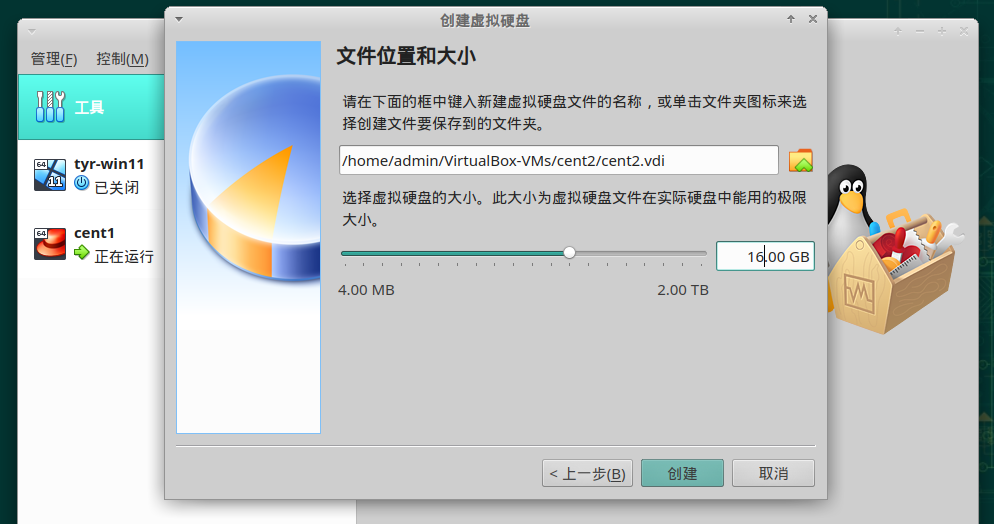 创建虚拟硬盘
管理(F) 控制(M)
工具
64
11
tyr-win11
已关闭
64
cent1
正在运行
文件位置和大小
请在下面的框中键入新建虚拟硬盘文件的名称，或单击文件夹图标来选
择创建文件要保存到的文件夹。
/home/admin/VirtualBox-VMs/cent2/cent2.vdi
选择虚拟硬盘的大小。此大小为虚拟硬盘文件在实际硬盘中能用的极限
大小。
16.00 GB
4.00 MB 2.00 TB
< 上一步(B) 创建 取消